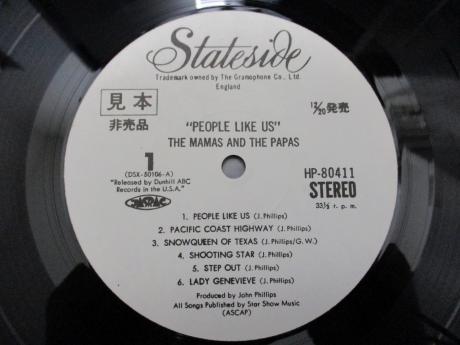 Stateside
Trademark owned by The Gramophone Co., Ltd.
England
見本
非売品
12/20発売
"PEOPLE LIKE US"
THE MAMAS AND THE PAPAS
1
(DSX-50106-A)
"Released by Dunhill ABC
Records in the U.S.A."
JASRAC
HP-80411
STEREO
33⅓ r. p. m.
1. PEOPLE LIKE US (J. Phillips)
2. PACIFIC COAST HIGHWAY (J. Phillips)
3. SNOWQUEEN OF TEXAS (J. Phillips/G. W.)
4. SHOOTING STAR (J. Phillips)
5. STEP OUT (J. Phillips)
6. LADY GENEVIEVE (J. Phillips)
Produced by John Phillips
All Songs Published by Star Show Music
(ASCAP)